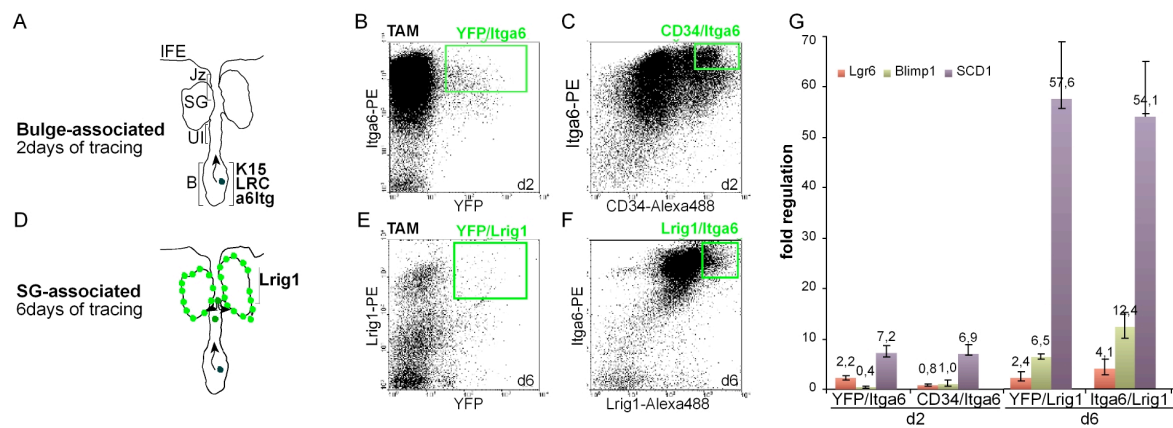 A
IFE
Jz
SG
UI
Bulge-associated
2days of tracing
B
K15
LRC
a6Itg
B
TAM
YFP/Itga6
Itga6-PE
d2
YFP
C
CD34/Itga6
Itga6-PE
d2
CD34-Alexa488
D
Lrig1
SG-associated
6days of tracing
E
TAM
YFP/Lrig1
Lrig1-PE
d6
YFP
F
Lrig1/Itga6
Itga6-PE
d6
Lrig1-Alexa488
G
fold regulation
70
60
50
40
30
20
10
0
Lgr6 Blimp1 SCD1
2,2
0,4
7,2
0,8
1,0
6,9
2,4
6,5
57,6
4,1
12,4
54,1
YFP/Itga6 CD34/Itga6 YFP/Lrig1 Itga6/Lrig1
d2 d6